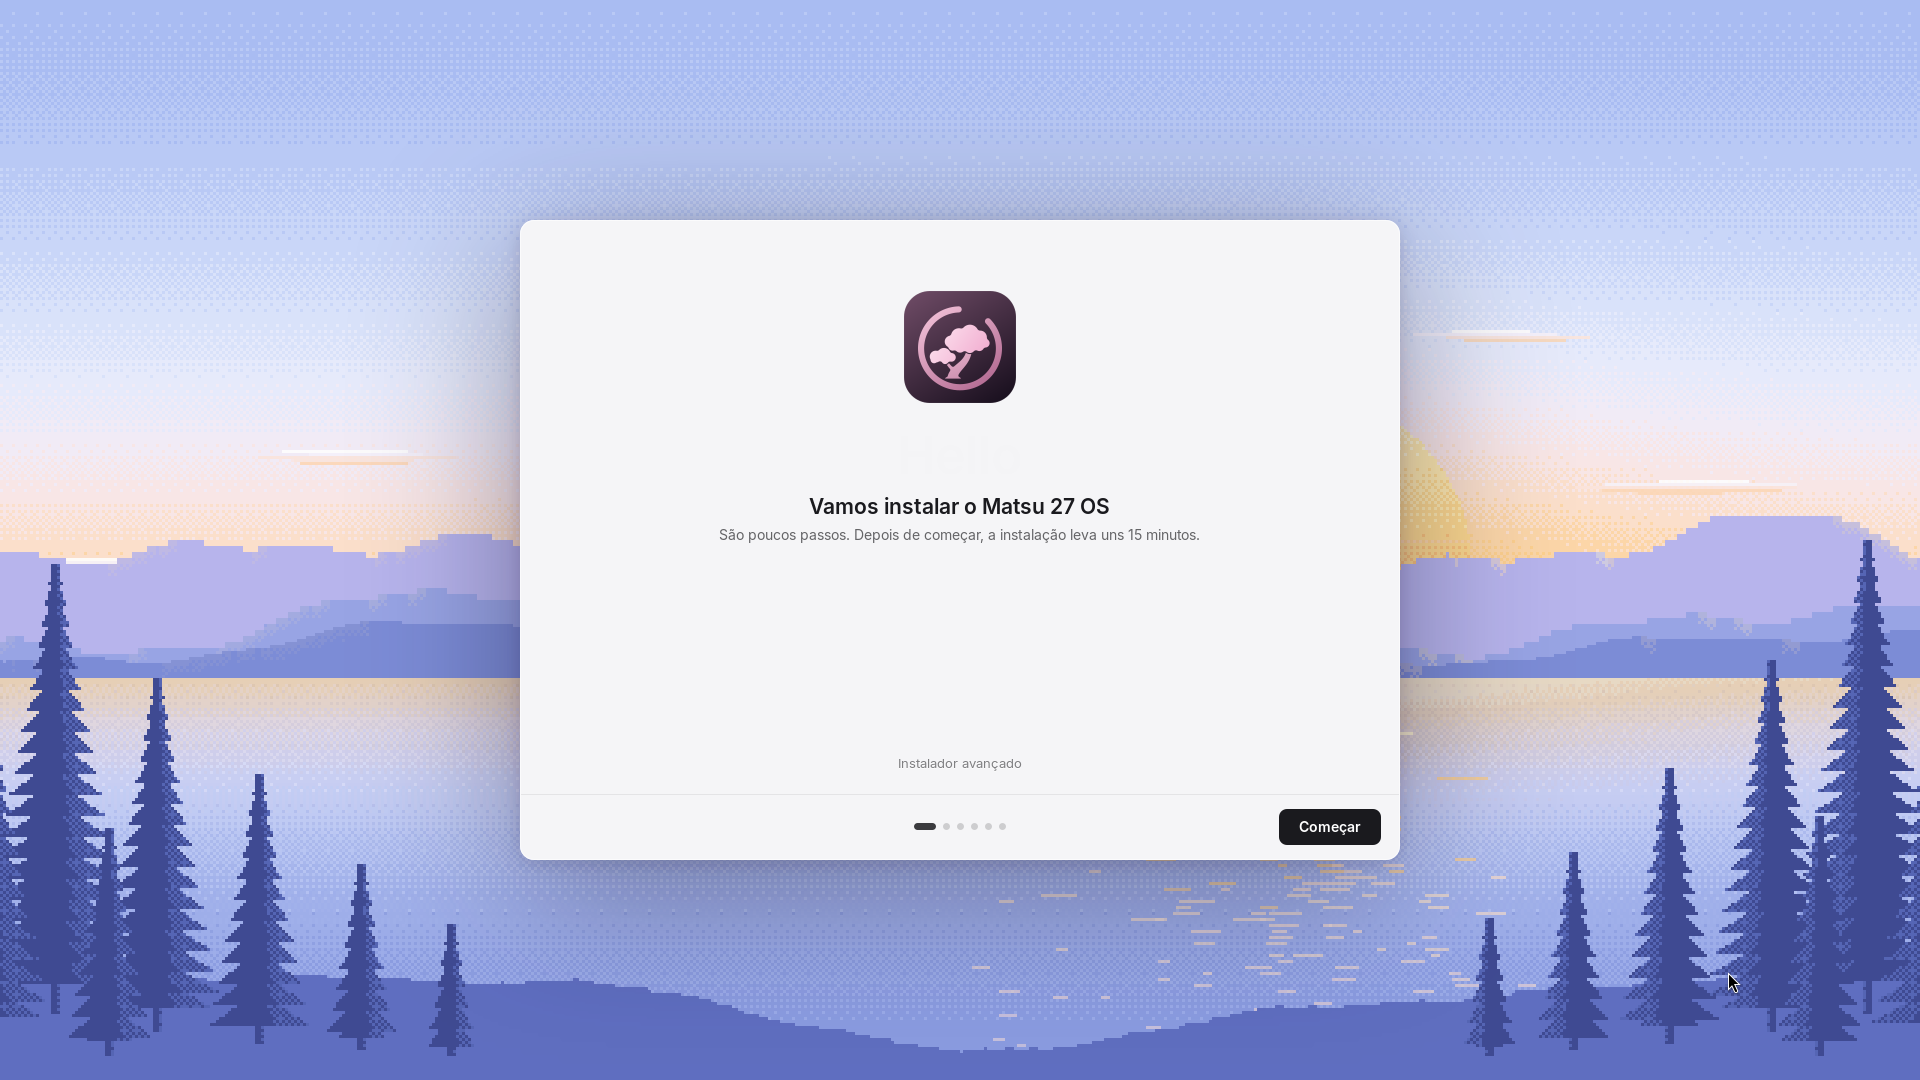 Hello
Vamos instalar o Matsu 27 OS
São poucos passos. Depois de começar, a instalação leva uns 15 minutos.
Instalador avançado
Começar